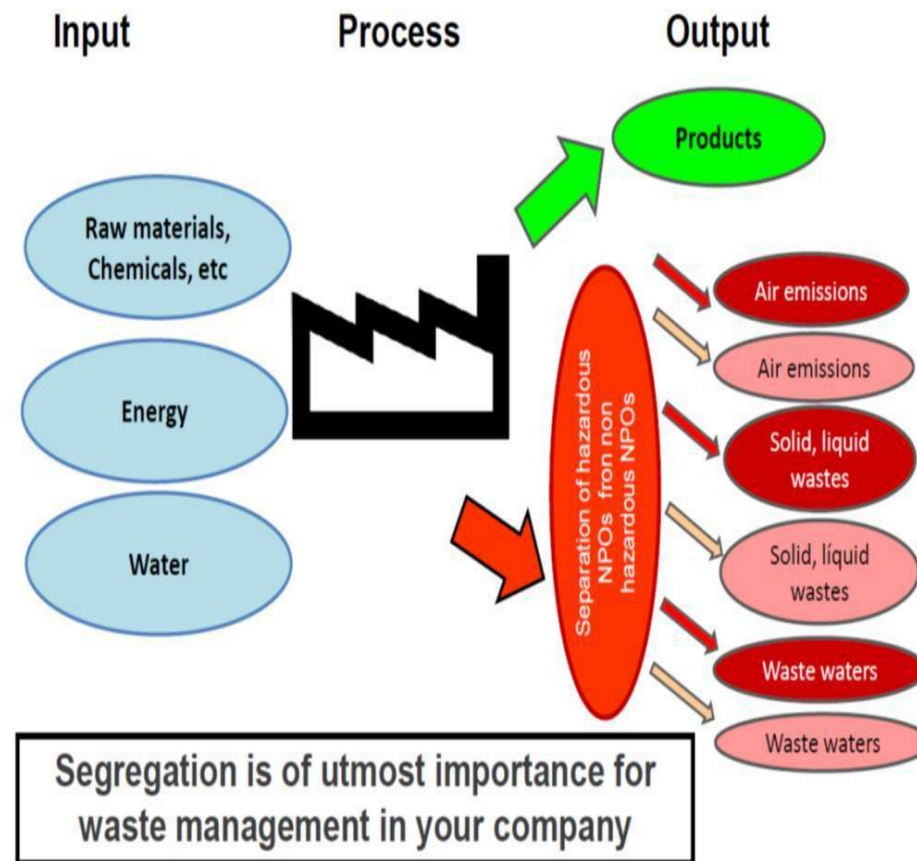 Input
Process
Output
Products
Raw materials,
Chemicals, etc
Energy
Water
Separation of hazardous
NPOs fron non
hazardous NPOs
Air emissions
Air emissions
Solid, liquid
wastes
Solid, líquid
wastes
Waste waters
Waste waters
Segregation is of utmost importance for
waste management in your company